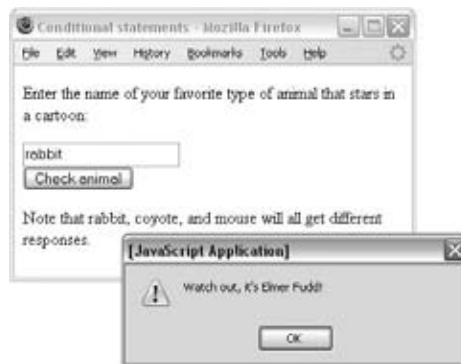 Conditional statements - Mozilla Firefox
File Edit View History Bookmarks Tools Help
Enter the name of your favorite type of animal that stars in
a cartoon:
rabbit
Check animal
Note that rabbit, coyote, and mouse will all get different
responses.
[JavaScript Application]
Watch out, it's Elmer Fudd!
OK